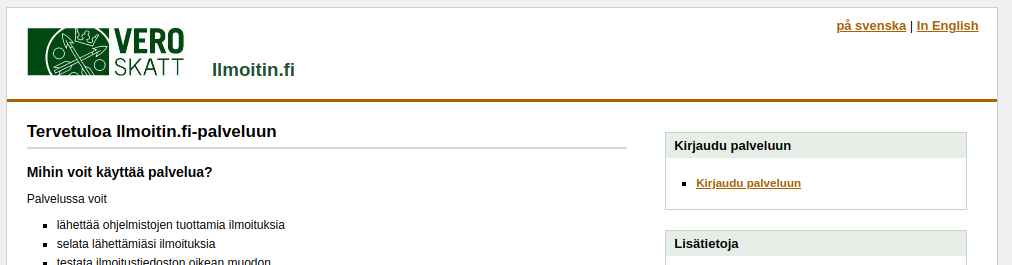 på svenska | In English
VERO
SKATT
Ilmoitin.fi
Tervetuloa Ilmoitin.fi-palveluun
Mihin voit käyttää palvelua?
Palvelussa voit
lähettää ohjelmistojen tuottamia ilmoituksia
selata lähettämiäsi ilmoituksia
testata ilmoitustiedoston oikean muodon
Kirjaudu palveluun
Kirjaudu palveluun
Lisätietoja